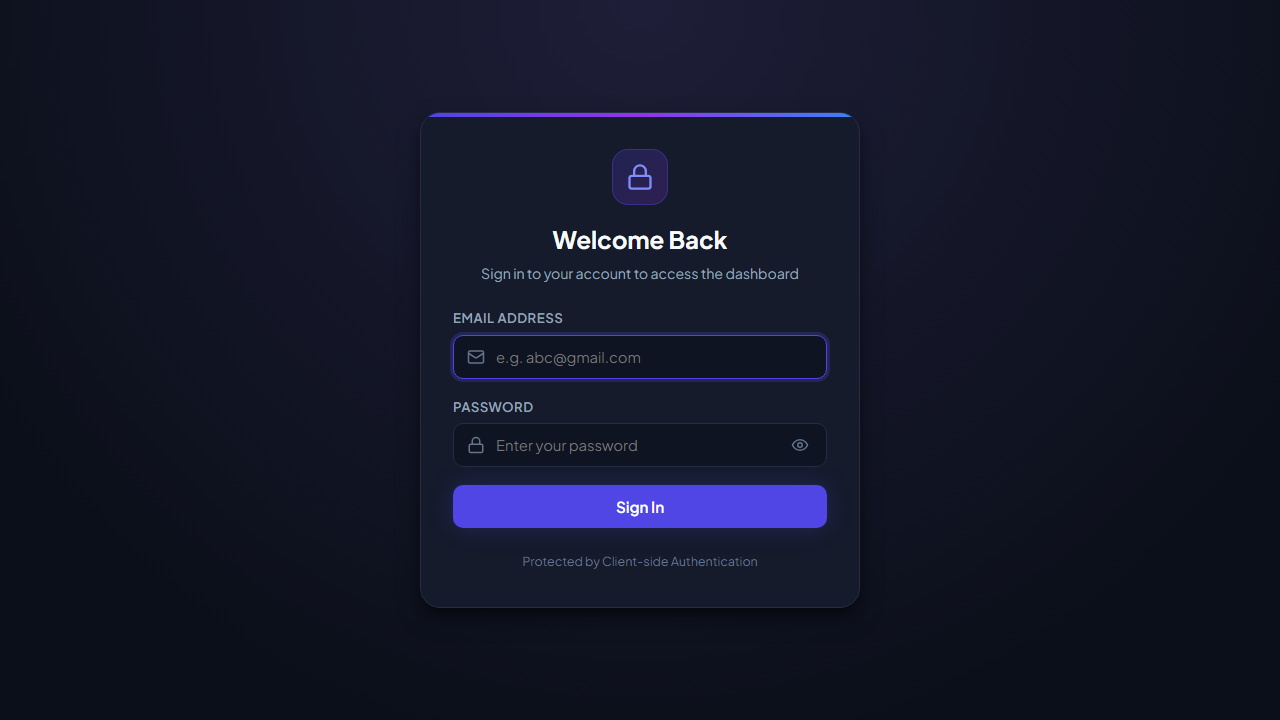 Welcome Back
Sign in to your account to access the dashboard
EMAIL ADDRESS
e.g. abc@gmail.com
PASSWORD
Enter your password
Sign In
Protected by Client-side Authentication